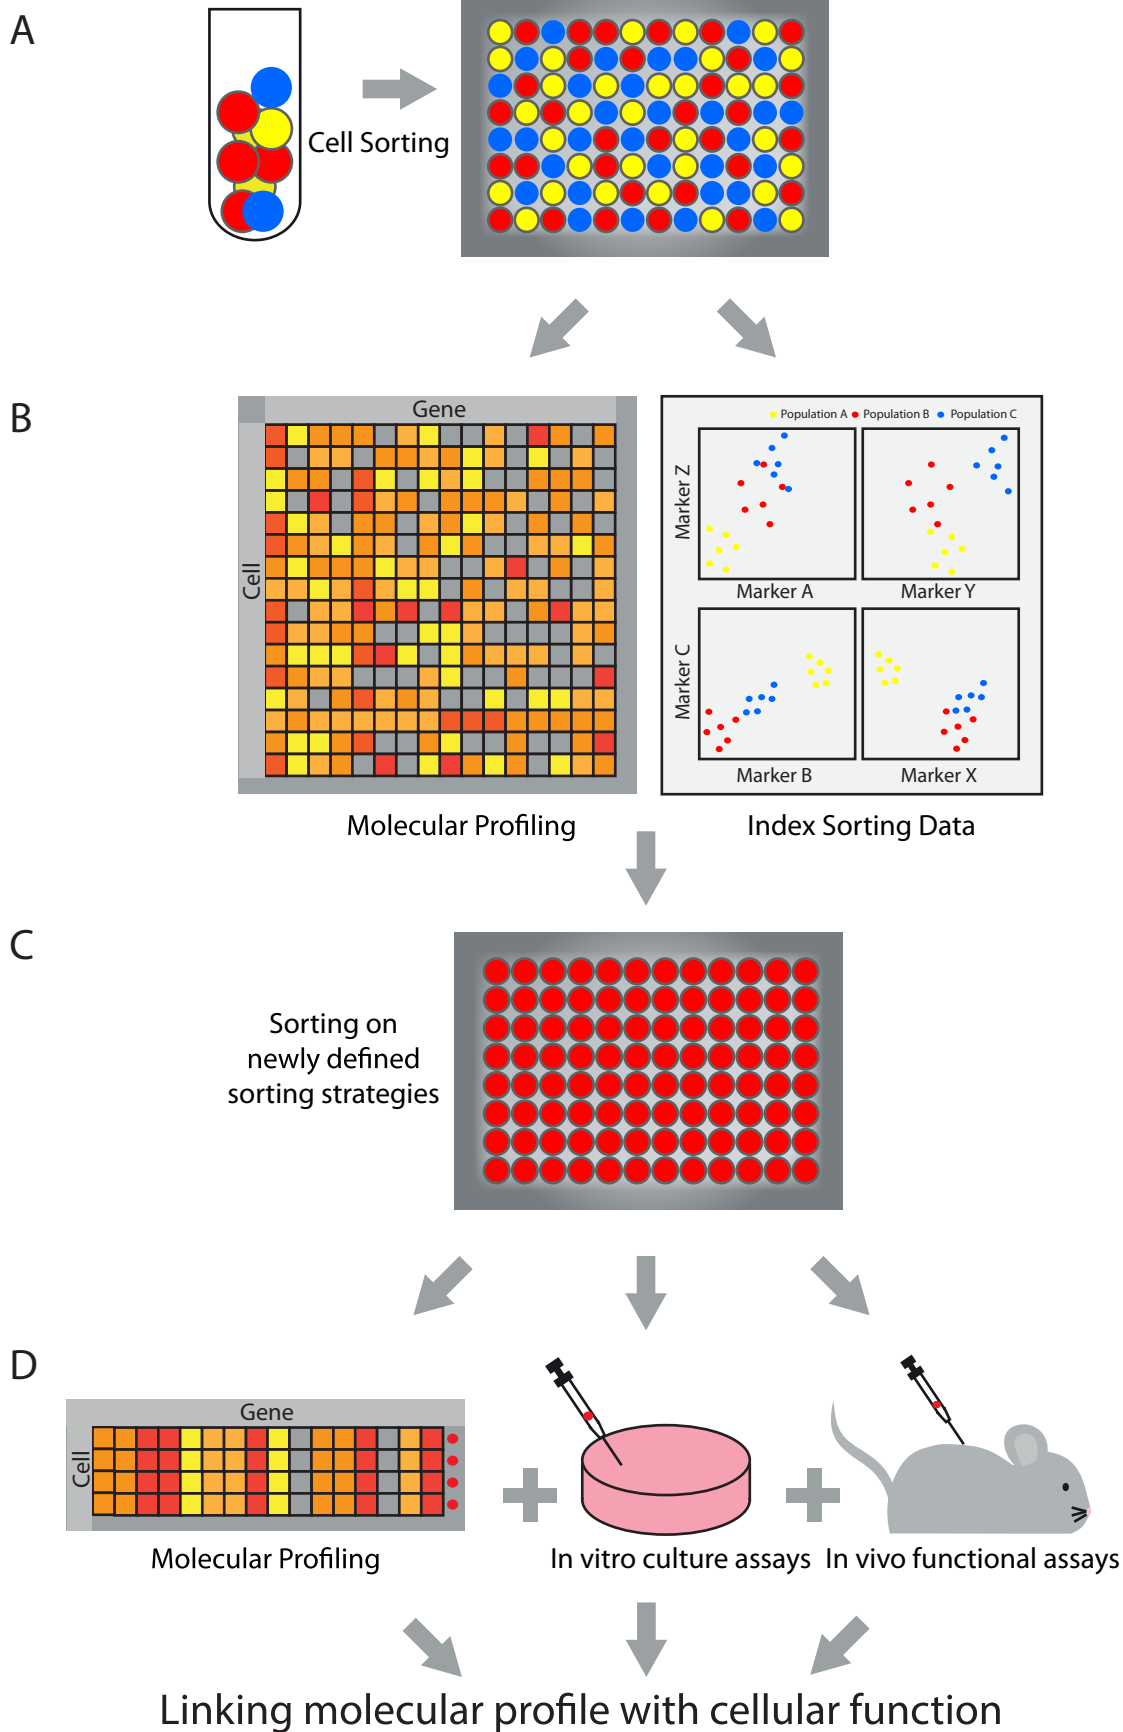 A
Cell Sorting
B
Gene
Cell
Population A Population B Population C
Marker Z
Marker A
Marker Y
Marker C
Marker B
Marker X
Molecular Profiling
Index Sorting Data
C
Sorting on
newly defined
sorting strategies
D
Gene
Cell
Molecular Profiling
In vitro culture assays
In vivo functional assays
Linking molecular profile with cellular function